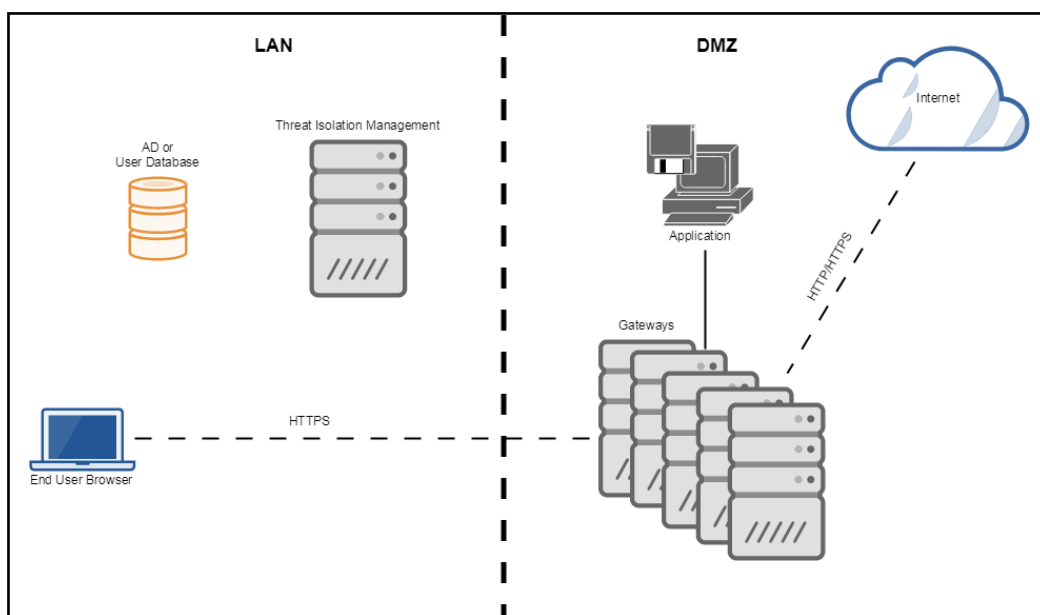 LAN
DMZ
Internet
Threat Isolation Management
AD or
User Database
Application
HTTP/HTTPS
Gateways
HTTPS
End User Browser